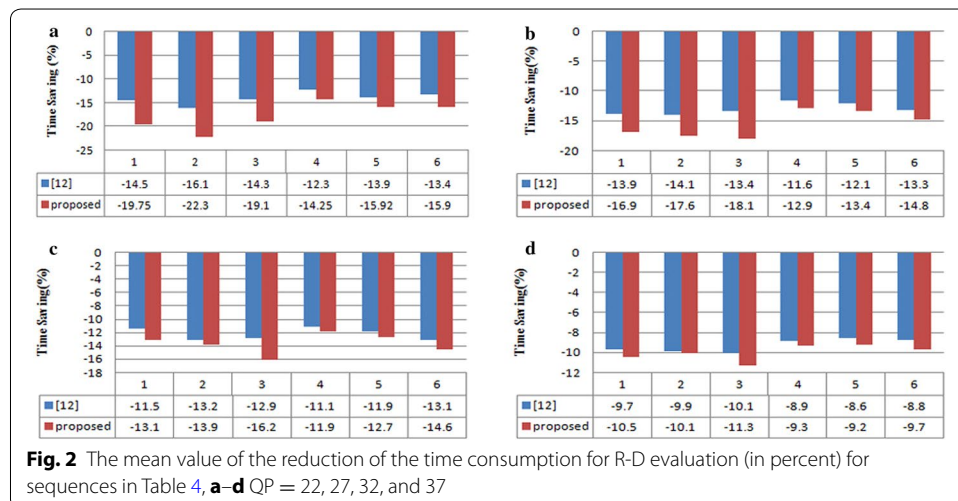 a
Time Saving (%)
0
-5
-10
-15
-20
-25
1 2 3 4 5 6
[12] -14.5 -16.1 -14.3 -12.3 -13.9 -13.4
proposed -19.75 -22.3 -19.1 -14.25 -15.92 -15.9
b
Time Saving (%)
0
-5
-10
-15
-20
1 2 3 4 5 6
[12] -13.9 -14.1 -13.4 -11.6 -12.1 -13.3
proposed -16.9 -17.6 -18.1 -12.9 -13.4 -14.8
c
Time Saving(%)
0
-2
-4
-6
-8
-10
-12
-14
-16
-18
1 2 3 4 5 6
[12] -11.5 -13.2 -12.9 -11.1 -11.9 -13.1
proposed -13.1 -13.9 -16.2 -11.9 -12.7 -14.6
d
Time Saving(%)
0
-2
-4
-6
-8
-10
-12
1 2 3 4 5 6
[12] -9.7 -9.9 -10.1 -8.9 -8.6 -8.8
proposed -10.5 -10.1 -11.3 -9.3 -9.2 -9.7
Fig. 2 The mean value of the reduction of the time consumption for R-D evaluation (in percent) for
sequences in Table 4, a–d QP = 22, 27, 32, and 37